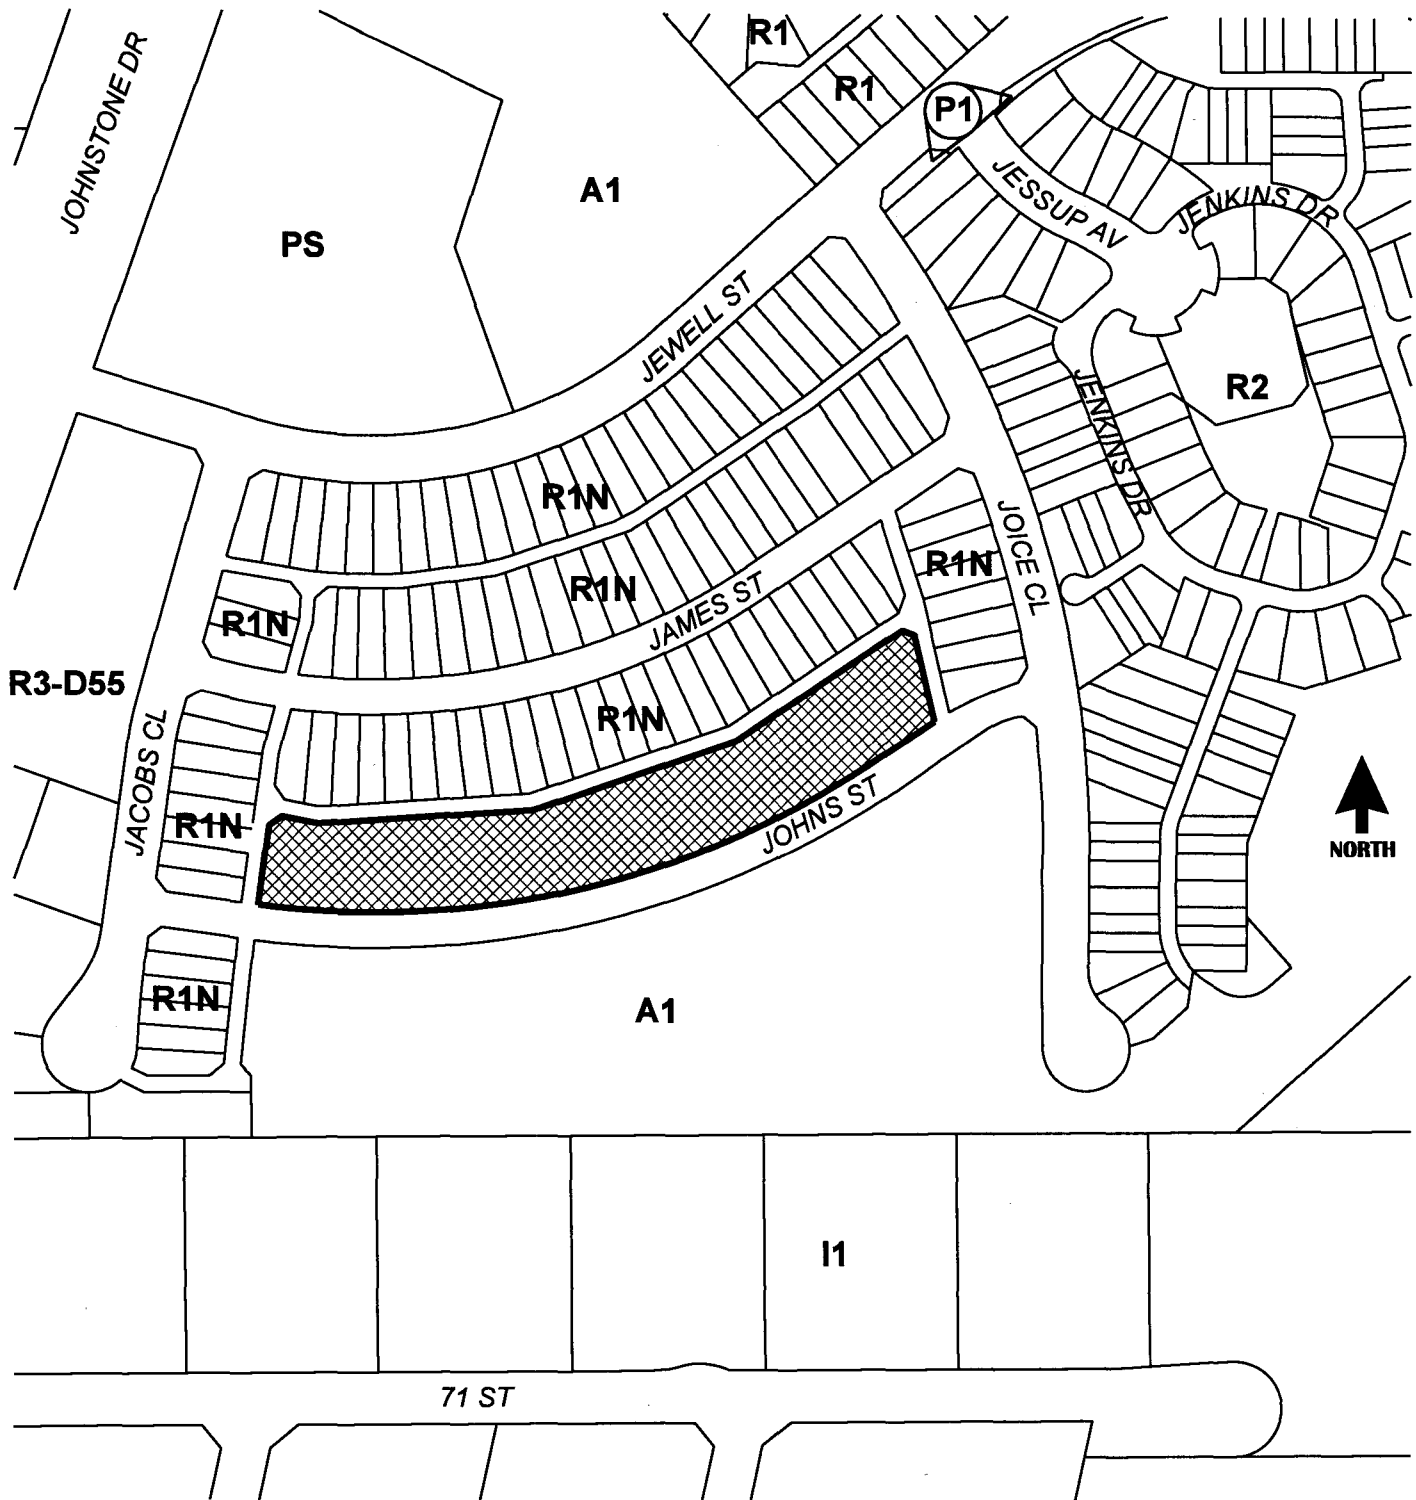 R1
JOHNSTONE DR
R1
P1
A1
JESSUP AV
JENKINS DR
PS
JEWELL ST
R2
JENKINS DR
R1N
JOICE CL
R1N
R1N
JAMES ST
R1N
R3-D55
R1N
JACOBS CL
JOHNS ST
R1N
NORTH
R1N
A1
I1
71 ST